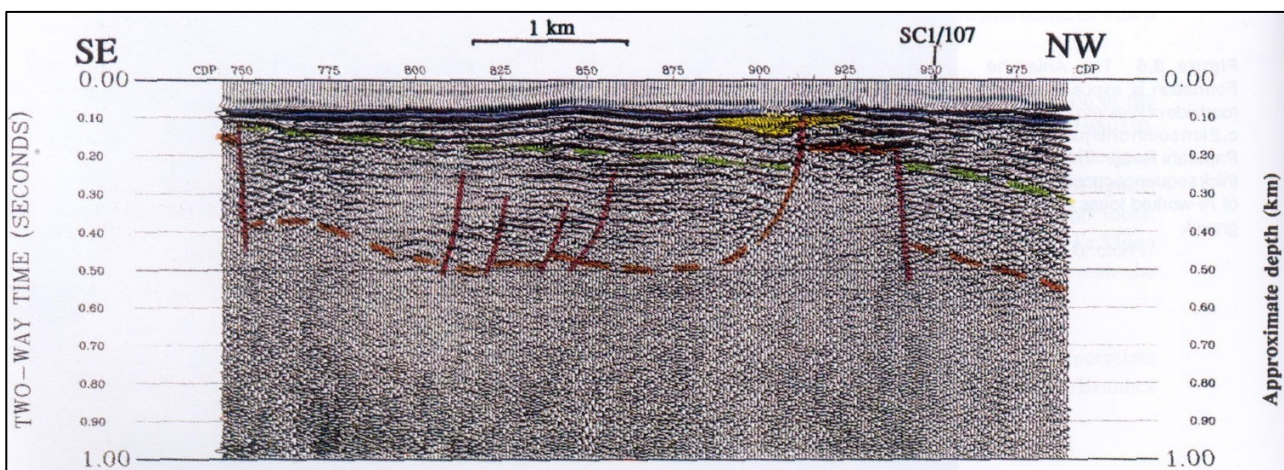 1 km
SC1/107
SE
NW
CDP 750 775 800 825 850 875 900 925 950 975 CDP
0.00 0.00
0.10 0.10
0.20 0.20
0.30 0.30
0.40 0.40
0.50 0.50
0.60 0.60
0.70 0.70
0.80 0.80
0.90 0.90
1.00 1.00
TWO-WAY TIME (SECONDS)
Approximate depth (km)